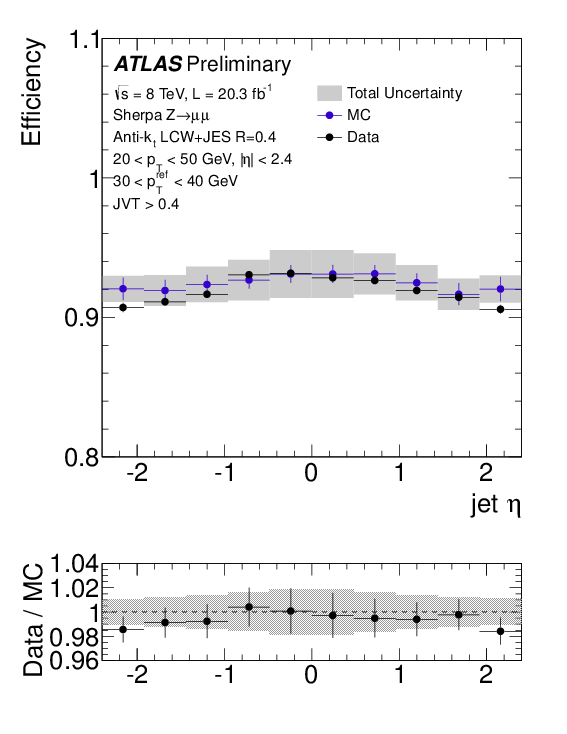 Efficiency
1.1
1
0.9
0.8
ATLAS Preliminary
√s = 8 TeV, L = 20.3 fb⁻¹
Sherpa Z→μμ
Anti-kt LCW+JES R=0.4
20 < pT < 50 GeV, |η| < 2.4
30 < pT^ref < 40 GeV
JVT > 0.4
Total Uncertainty
MC
Data
-2 -1 0 1 2
jet η
Data / MC
1.04
1.02
1
0.98
0.96
-2 -1 0 1 2